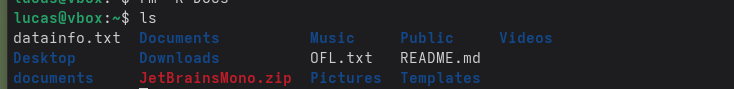 lucas@vbox:~$ ls
datainfo.txt Documents Music Public Videos
Desktop Downloads OFL.txt README.md
documents JetBrainsMono.zip Pictures Templates